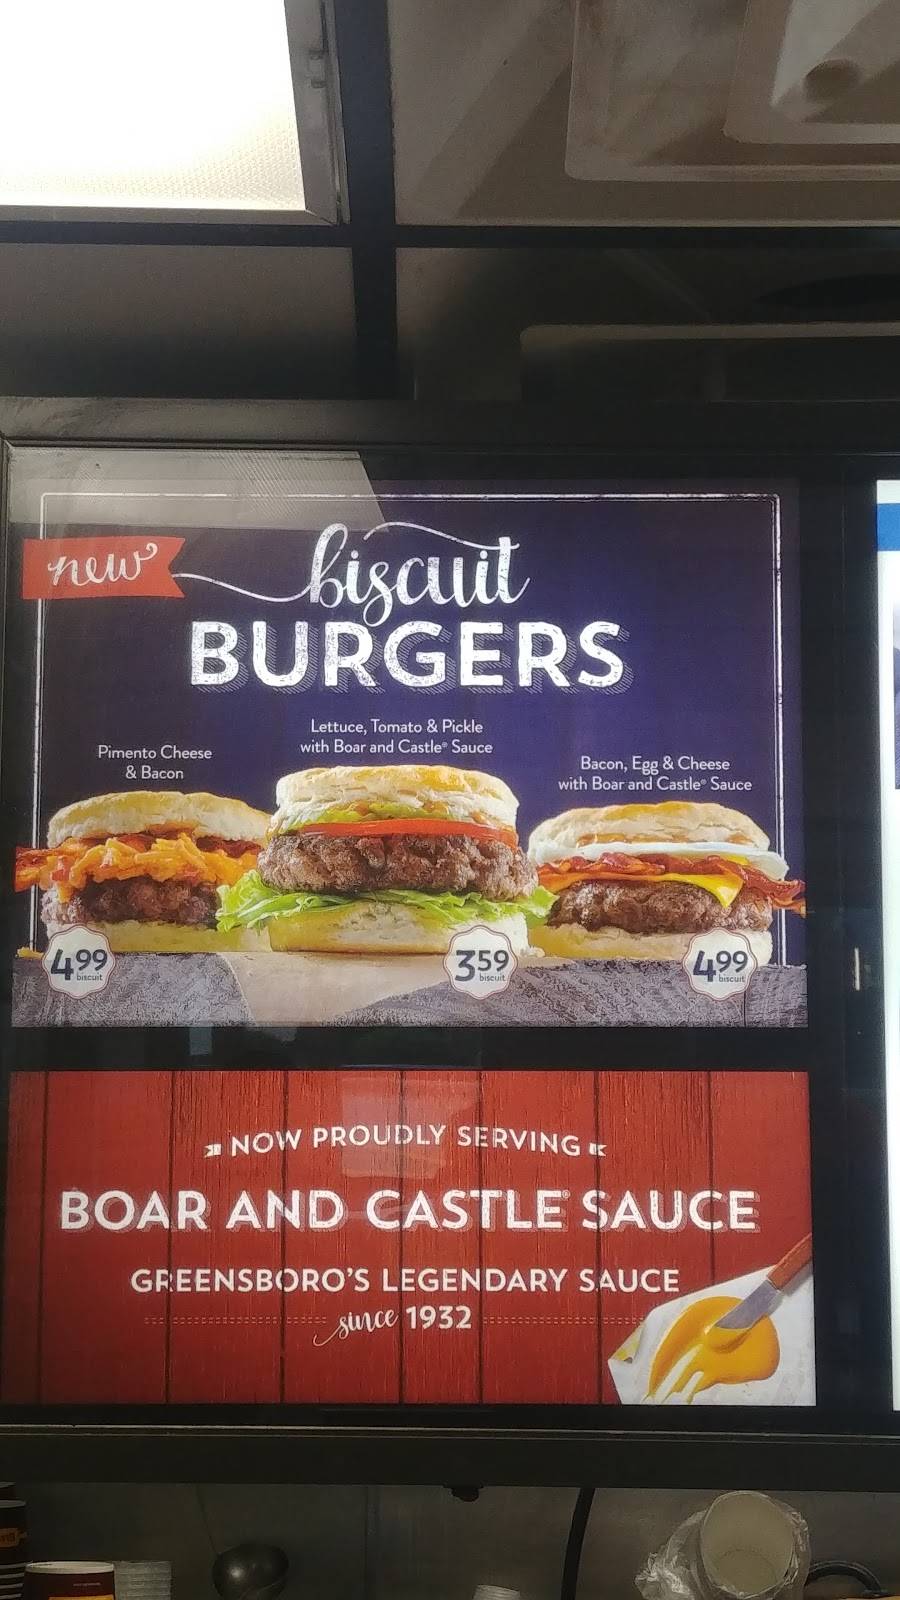 new
biscuit
BURGERS
Lettuce, Tomato & Pickle
with Boar and Castle® Sauce
Pimento Cheese
& Bacon
Bacon, Egg & Cheese
with Boar and Castle® Sauce
4.99
biscuit
3.59
biscuit
4.99
biscuit
NOW PROUDLY SERVING
BOAR AND CASTLE® SAUCE
GREENSBORO'S LEGENDARY SAUCE
since 1932